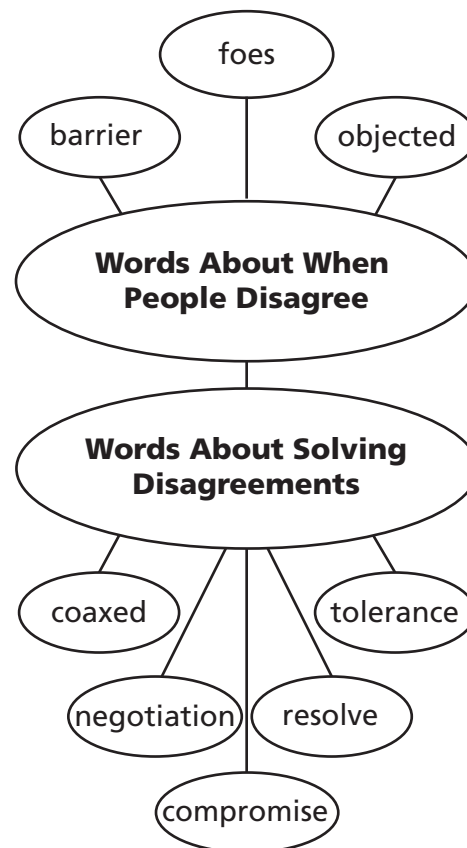 foes
barrier
objected
Words About When
People Disagree
Words About Solving
Disagreements
coaxed
tolerance
negotiation
resolve
compromise